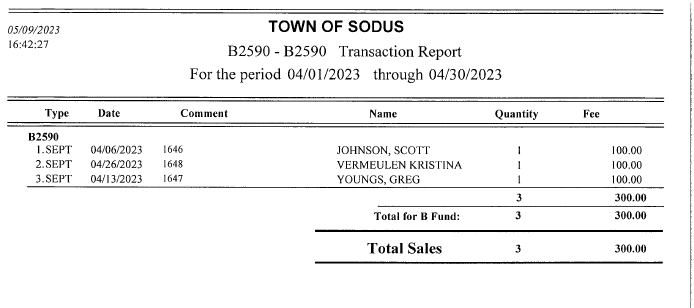 05/09/2023
16:42:27
TOWN OF SODUS
B2590 - B2590 Transaction Report
For the period 04/01/2023 through 04/30/2023
Type Date Comment Name Quantity Fee
B2590
1. SEPT 04/06/2023 1646 JOHNSON, SCOTT 1 100.00
2. SEPT 04/26/2023 1648 VERMEULEN KRISTINA 1 100.00
3. SEPT 04/13/2023 1647 YOUNGS, GREG 1 100.00
3 300.00
Total for B Fund: 3 300.00
Total Sales 3 300.00